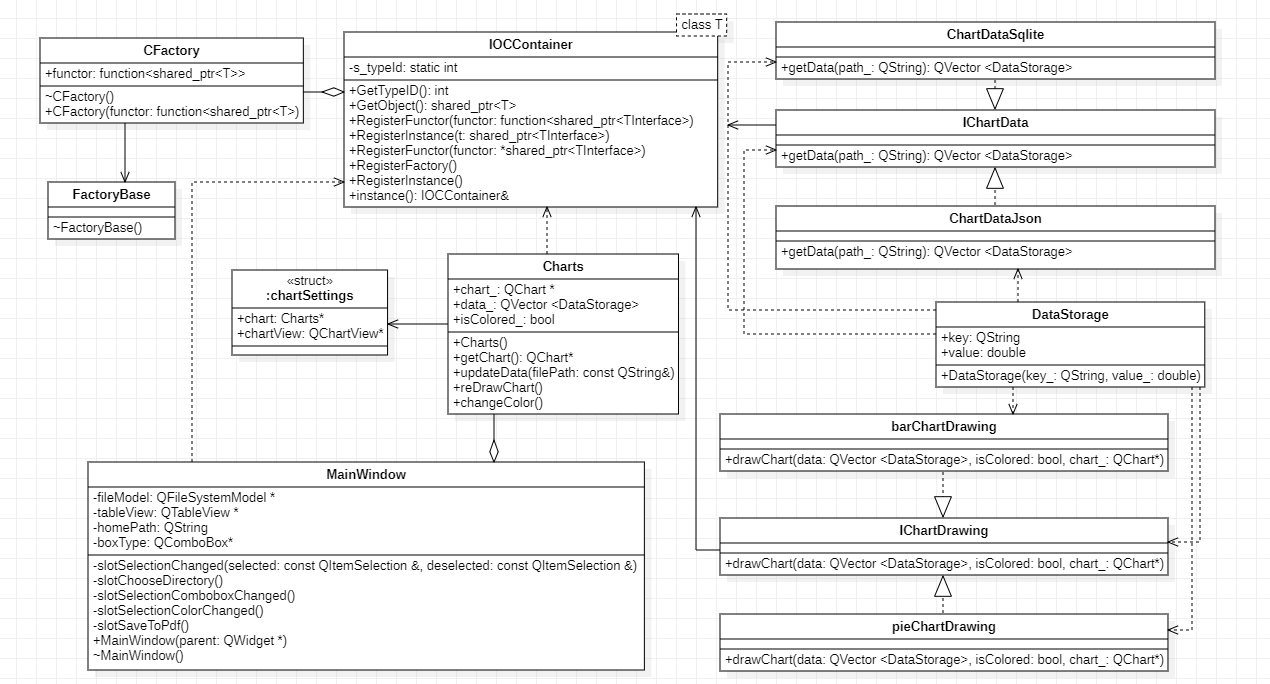 CFactory
+functor: function<shared_ptr<T>>
~CFactory()
+CFactory(functor: function<shared_ptr<T>)
FactoryBase
~FactoryBase()
class T
IOCContainer
-s_typeId: static int
+GetTypeID(): int
+GetObject(): shared_ptr<T>
+RegisterFunctor(functor: function<shared_ptr<TInterface>)
+RegisterInstance(t: shared_ptr<TInterface>)
+RegisterFunctor(functor: *shared_ptr<TInterface>)
+RegisterFactory()
+RegisterInstance()
+instance(): IOCContainer&
ChartDataSqlite
+getData(path_: QString): QVector <DataStorage>
IChartData
+getData(path_: QString): QVector <DataStorage>
ChartDataJson
+getData(path_: QString): QVector <DataStorage>
«struct»
:chartSettings
+chart: Charts*
+chartView: QChartView*
Charts
+chart_: QChart *
+data_: QVector <DataStorage>
+isColored_: bool
+Charts()
+getChart(): QChart*
+updateData(filePath: const QString&)
+reDrawChart()
+changeColor()
DataStorage
+key: QString
+value: double
+DataStorage(key_: QString, value_: double)
barChartDrawing
+drawChart(data: QVector <DataStorage>, isColored: bool, chart_: QChart*)
IChartDrawing
+drawChart(data: QVector <DataStorage>, isColored: bool, chart_: QChart*)
pieChartDrawing
+drawChart(data: QVector <DataStorage>, isColored: bool, chart_: QChart*)
MainWindow
-fileModel: QFileSystemModel *
-tableView: QTableView *
-homePath: QString
-boxType: QComboBox*
-slotSelectionChanged(selected: const QItemSelection &, deselected: const QItemSelection &)
-slotChooseDirectory()
-slotSelectionComboboxChanged()
-slotSelectionColorChanged()
-slotSaveToPdf()
+MainWindow(parent: QWidget *)
~MainWindow()